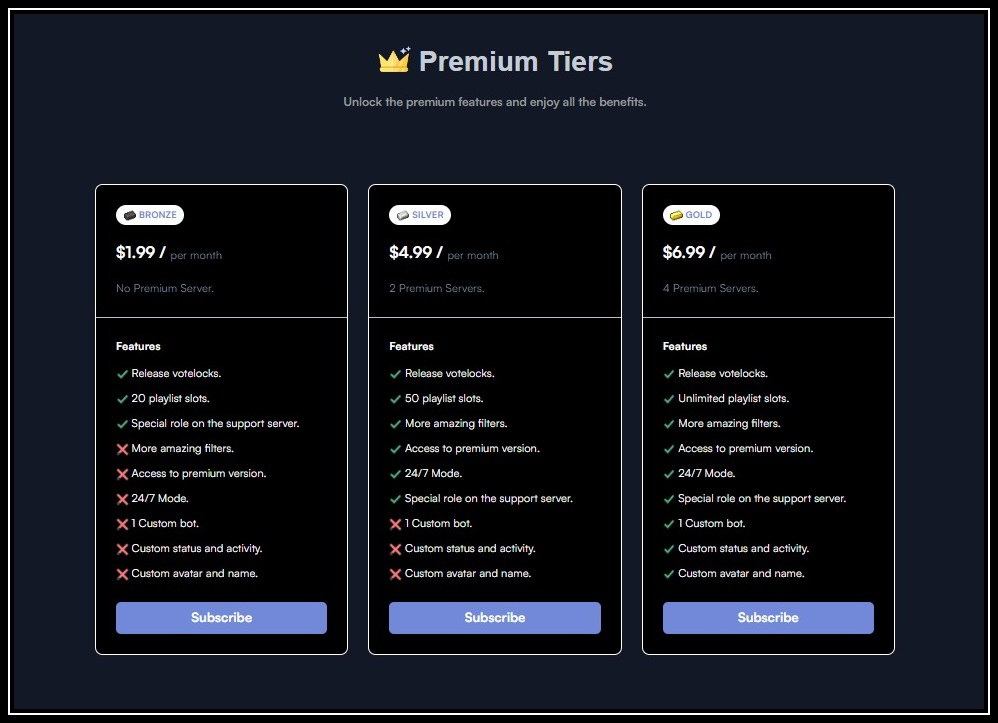 Premium Tiers
Unlock the premium features and enjoy all the benefits.
BRONZE
$1.99 / per month
No Premium Server.
Features
Release votelocks.
20 playlist slots.
Special role on the support server.
More amazing filters.
Access to premium version.
24/7 Mode.
1 Custom bot.
Custom status and activity.
Custom avatar and name.
Subscribe
SILVER
$4.99 / per month
2 Premium Servers.
Features
Release votelocks.
50 playlist slots.
More amazing filters.
Access to premium version.
24/7 Mode.
Special role on the support server.
1 Custom bot.
Custom status and activity.
Custom avatar and name.
Subscribe
GOLD
$6.99 / per month
4 Premium Servers.
Features
Release votelocks.
Unlimited playlist slots.
More amazing filters.
Access to premium version.
24/7 Mode.
Special role on the support server.
1 Custom bot.
Custom status and activity.
Custom avatar and name.
Subscribe